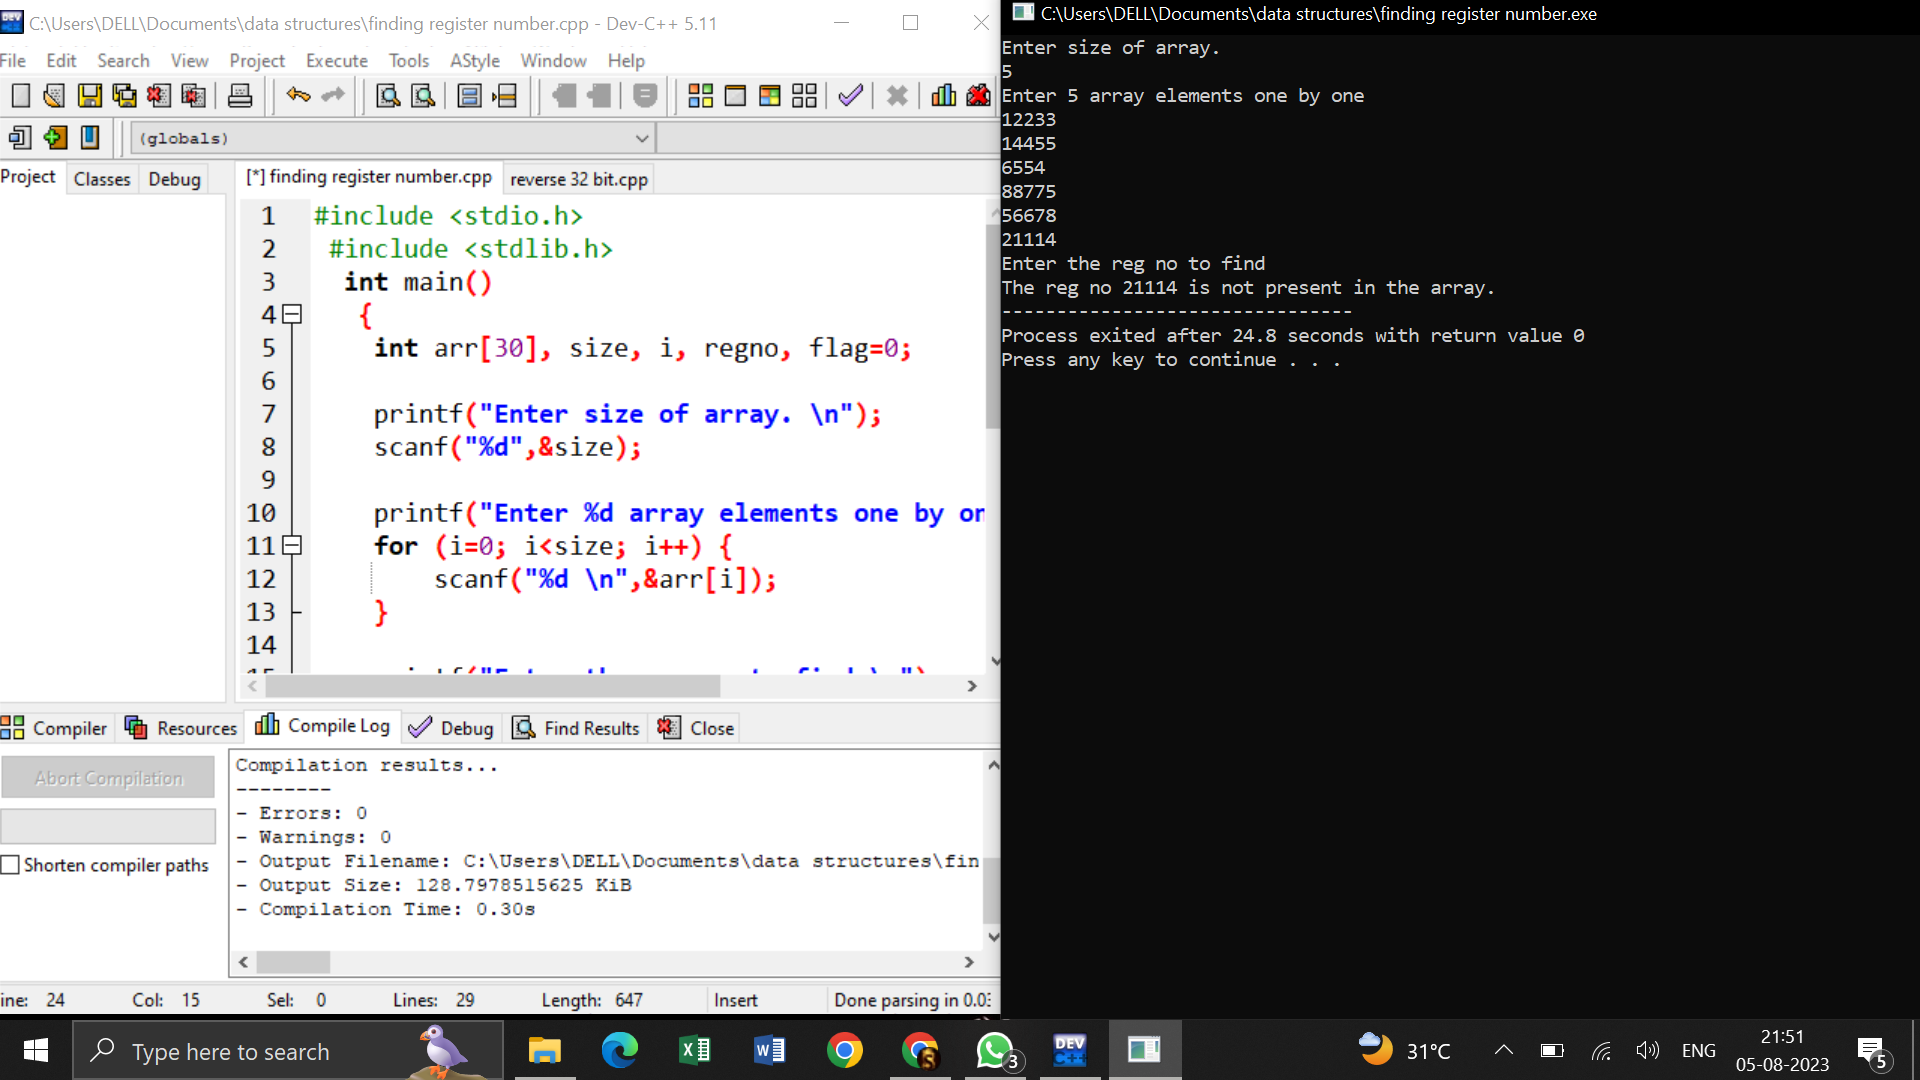 C:\Users\DELL\Documents\data structures\finding register number.cpp - Dev-C++ 5.11
File Edit Search View Project Execute Tools AStyle Window Help
(globals)
Project Classes Debug
[*] finding register number.cpp reverse 32 bit.cpp
1 #include <stdio.h>
2 #include <stdlib.h>
3 int main()
4 {
5 int arr[30], size, i, regno, flag=0;
6
7 printf("Enter size of array. \n");
8 scanf("%d",&size);
9
10 printf("Enter %d array elements one by on
11 for (i=0; i<size; i++) {
12 scanf("%d \n",&arr[i]);
13 }
14
Compiler Resources Compile Log Debug Find Results Close
Abort Compilation
Shorten compiler paths
Compilation results...
--------
- Errors: 0
- Warnings: 0
- Output Filename: C:\Users\DELL\Documents\data structures\fin
- Output Size: 128.7978515625 KiB
- Compilation Time: 0.30s
ine: 24 Col: 15 Sel: 0 Lines: 29 Length: 647 Insert Done parsing in 0.03
C:\Users\DELL\Documents\data structures\finding register number.exe
Enter size of array.
5
Enter 5 array elements one by one
12233
14455
6554
88775
56678
21114
Enter the reg no to find
The reg no 21114 is not present in the array.
--------------------------------
Process exited after 24.8 seconds with return value 0
Press any key to continue . . .
Type here to search
3
DEV C++
31°C
ENG
21:51
05-08-2023
5